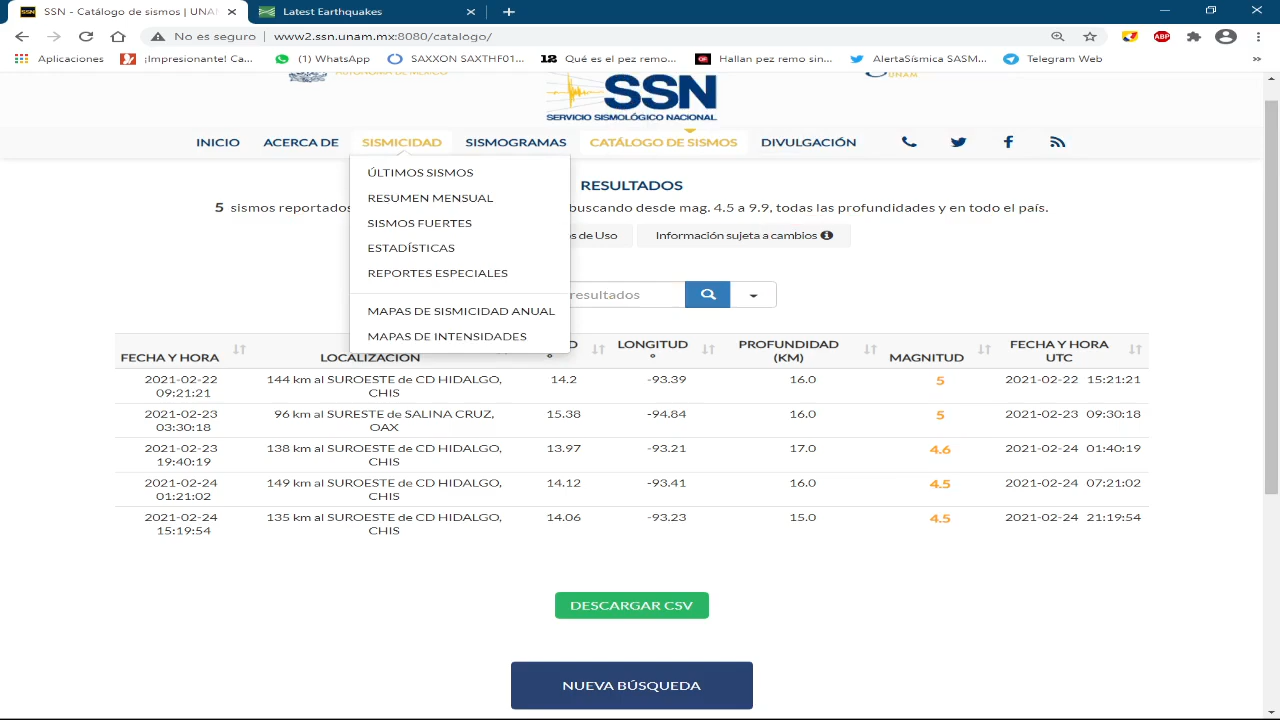 SSN - Catálogo de sismos | UNA
Latest Earthquakes
No es seguro | www2.ssn.unam.mx:8080/catalogo/
ABP
Aplicaciones
¡Impresionante! Ca...
(1) WhatsApp
SAXXON SAXTHF01...
12 Qué es el pez remo...
Hallan pez remo sin...
AlertaSísmica SASM...
Telegram Web
AUTÓNOMA DE MÉXICO
UNAM
SSN
SERVICIO SISMOLÓGICO NACIONAL
INICIO
ACERCA DE
SISMICIDAD
SISMOGRAMAS
CATÁLOGO DE SISMOS
DIVULGACIÓN
ÚLTIMOS SISMOS
RESUMEN MENSUAL
SISMOS FUERTES
ESTADÍSTICAS
REPORTES ESPECIALES
MAPAS DE SISMICIDAD ANUAL
MAPAS DE INTENSIDADES
RESULTADOS
5 sismos reportados buscando desde mag. 4.5 a 9.9, todas las profundidades y en todo el país.
de Uso
Información sujeta a cambios
resultados
FECHA Y HORA
LOCALIZACIÓN
D °
LONGITUD °
PROFUNDIDAD (KM)
MAGNITUD
FECHA Y HORA UTC
2021-02-22 09:21:21 144 km al SUROESTE de CD HIDALGO, CHIS 14.2 -93.39 16.0 5 2021-02-22 15:21:21
2021-02-23 03:30:18 96 km al SURESTE de SALINA CRUZ, OAX 15.38 -94.84 16.0 5 2021-02-23 09:30:18
2021-02-23 19:40:19 138 km al SUROESTE de CD HIDALGO, CHIS 13.97 -93.21 17.0 4.6 2021-02-24 01:40:19
2021-02-24 01:21:02 149 km al SUROESTE de CD HIDALGO, CHIS 14.12 -93.41 16.0 4.5 2021-02-24 07:21:02
2021-02-24 15:19:54 135 km al SUROESTE de CD HIDALGO, CHIS 14.06 -93.23 15.0 4.5 2021-02-24 21:19:54
DESCARGAR CSV
NUEVA BÚSQUEDA